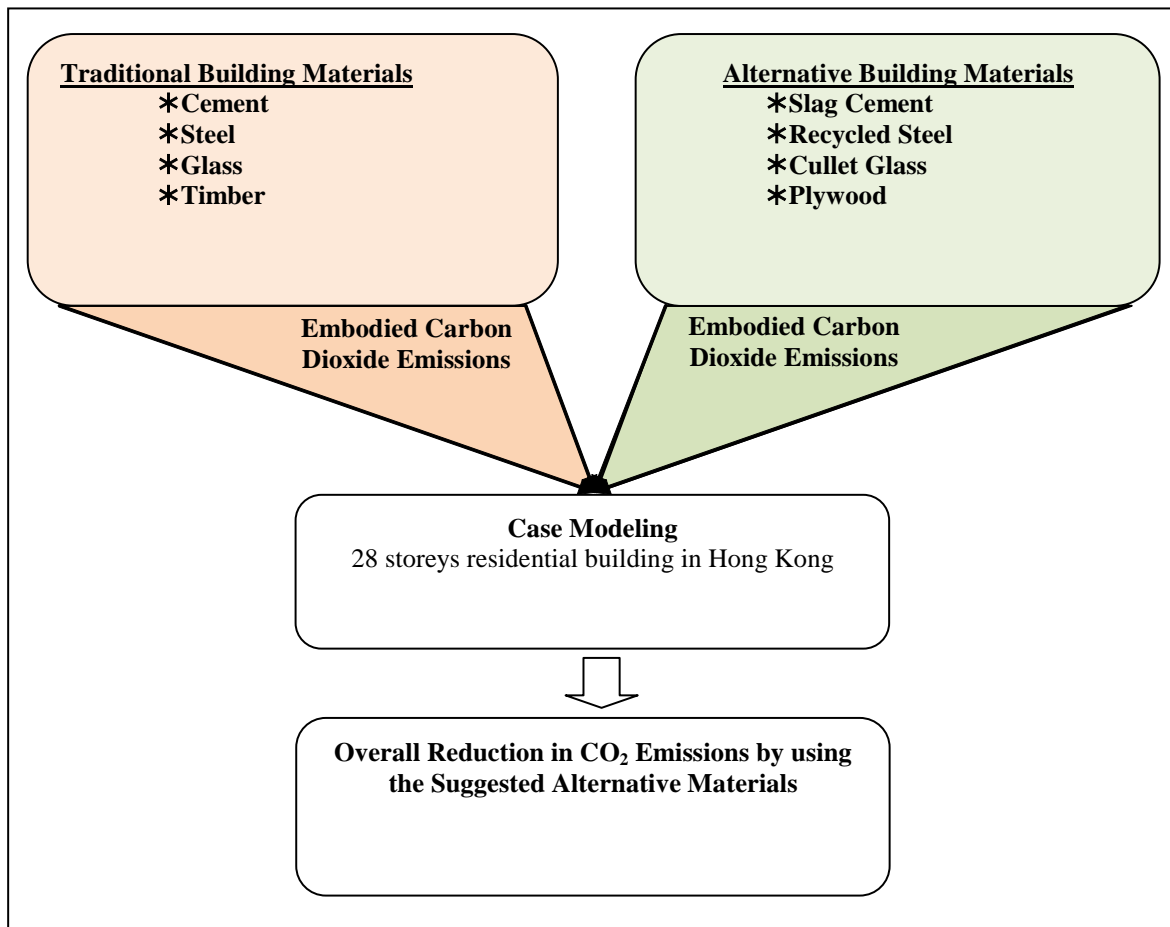 Traditional Building Materials
∗Cement
∗Steel
∗Glass
∗Timber
Alternative Building Materials
∗Slag Cement
∗Recycled Steel
∗Cullet Glass
∗Plywood
Embodied Carbon
Dioxide Emissions
Embodied Carbon
Dioxide Emissions
Case Modeling
28 storeys residential building in Hong Kong
Overall Reduction in CO₂ Emissions by using
the Suggested Alternative Materials